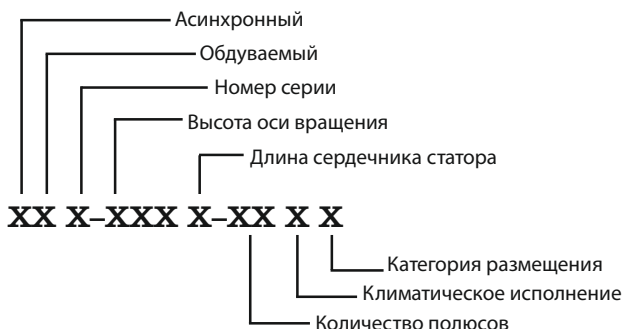 Асинхронный
Обдуваемый
Номер серии
Высота оси вращения
Длина сердечника статора
XX X–XXX X–XX X X
Категория размещения
Климатическое исполнение
Количество полюсов